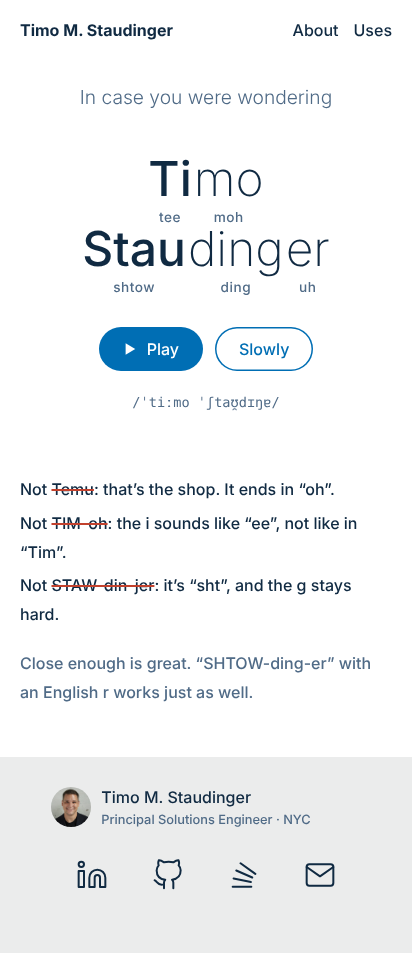 Timo M. Staudinger
About Uses
In case you were wondering
Timo
tee moh
Staudinger
shtow ding uh
Play
Slowly
/ˈtiːmo ˈʃtaʊ̯dɪŋɐ/
Not Temu: that’s the shop. It ends in “oh”.
Not TIM-oh: the i sounds like “ee”, not like in
“Tim”.
Not STAW-din-jer: it’s “sht”, and the g stays
hard.
Close enough is great. “SHTOW-ding-er” with
an English r works just as well.
Timo M. Staudinger
Principal Solutions Engineer · NYC
in